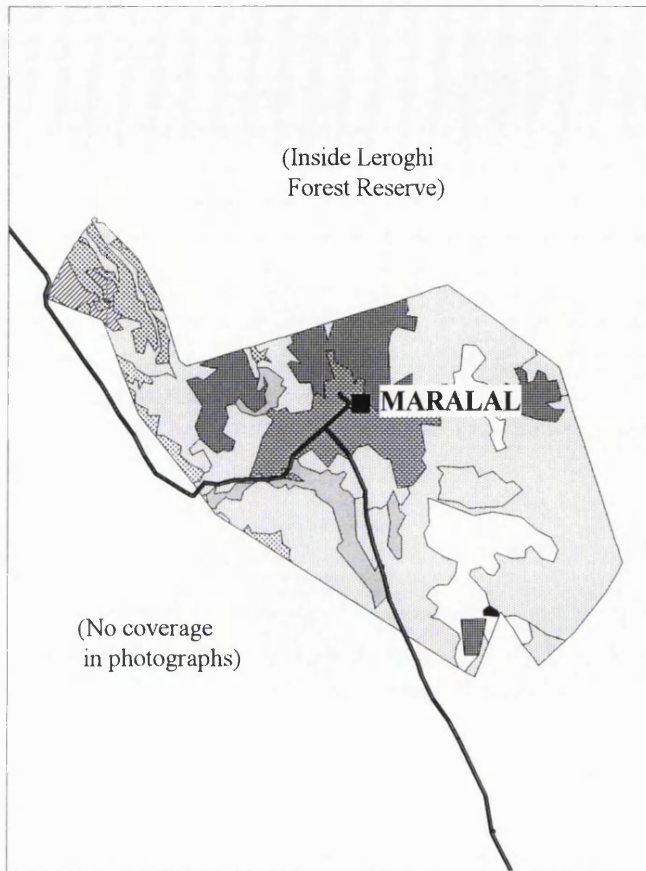 (Inside Leroghi
Forest Reserve)
MARALAL
(No coverage
in photographs)